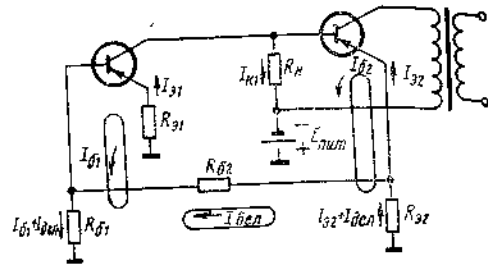 Iк1
Rн
Iб2
Iэ2
Iэ1
Rэ1
Iб1
Eпит
Rб2
Iдел
Iб1+Iдел
Rб1
Iэ2+Iдел
Rэ2